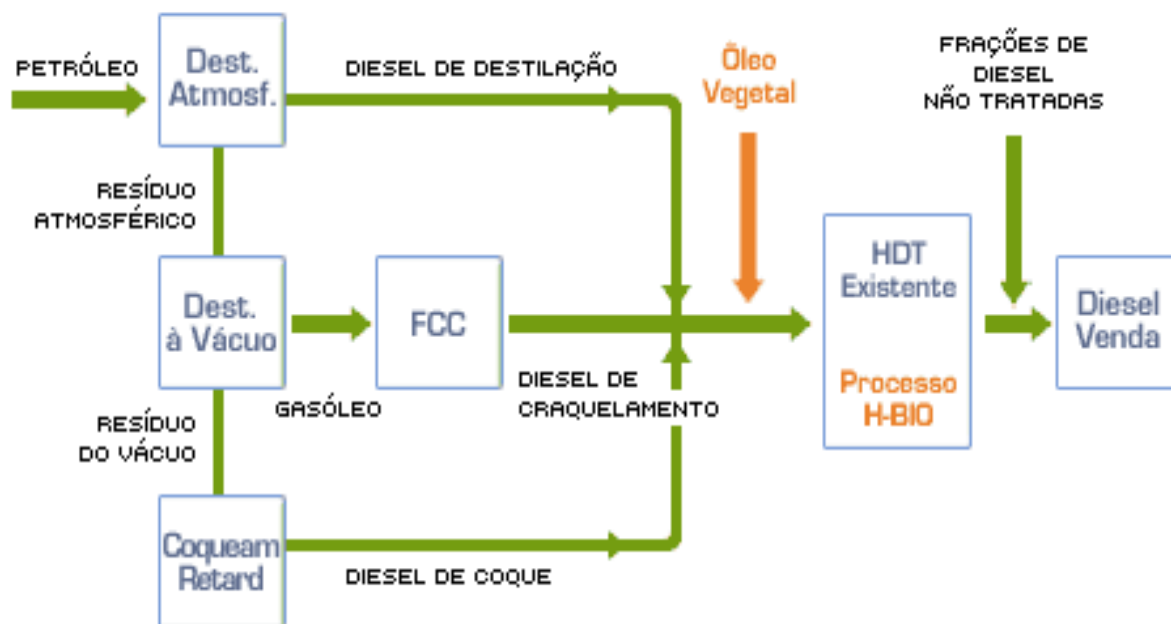 PETRÓLEO
Dest.
Atmosf.
DIESEL DE DESTILAÇÃO
Óleo
Vegetal
FRAÇÕES DE
DIESEL
NÃO TRATADAS
RESÍDUO
ATMOSFÉRICO
Dest.
à Vácuo
GASÓLEO
FCC
DIESEL DE
CRAQUELAMENTO
HDT
Existente
Processo
H-BIO
Diesel
Venda
RESÍDUO
DO VÁCUO
Coqueam
Retard
DIESEL DE COQUE